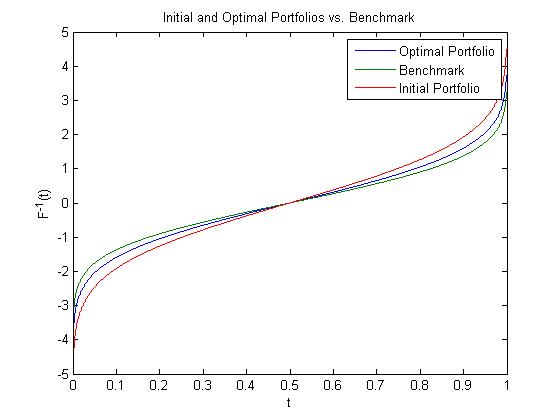 Initial and Optimal Portfolios vs. Benchmark
5
4
3
2
1
0
-1
-2
-3
-4
-5
F⁻¹(t)
Optimal Portfolio
Benchmark
Initial Portfolio
0 0.1 0.2 0.3 0.4 0.5 0.6 0.7 0.8 0.9 1
t